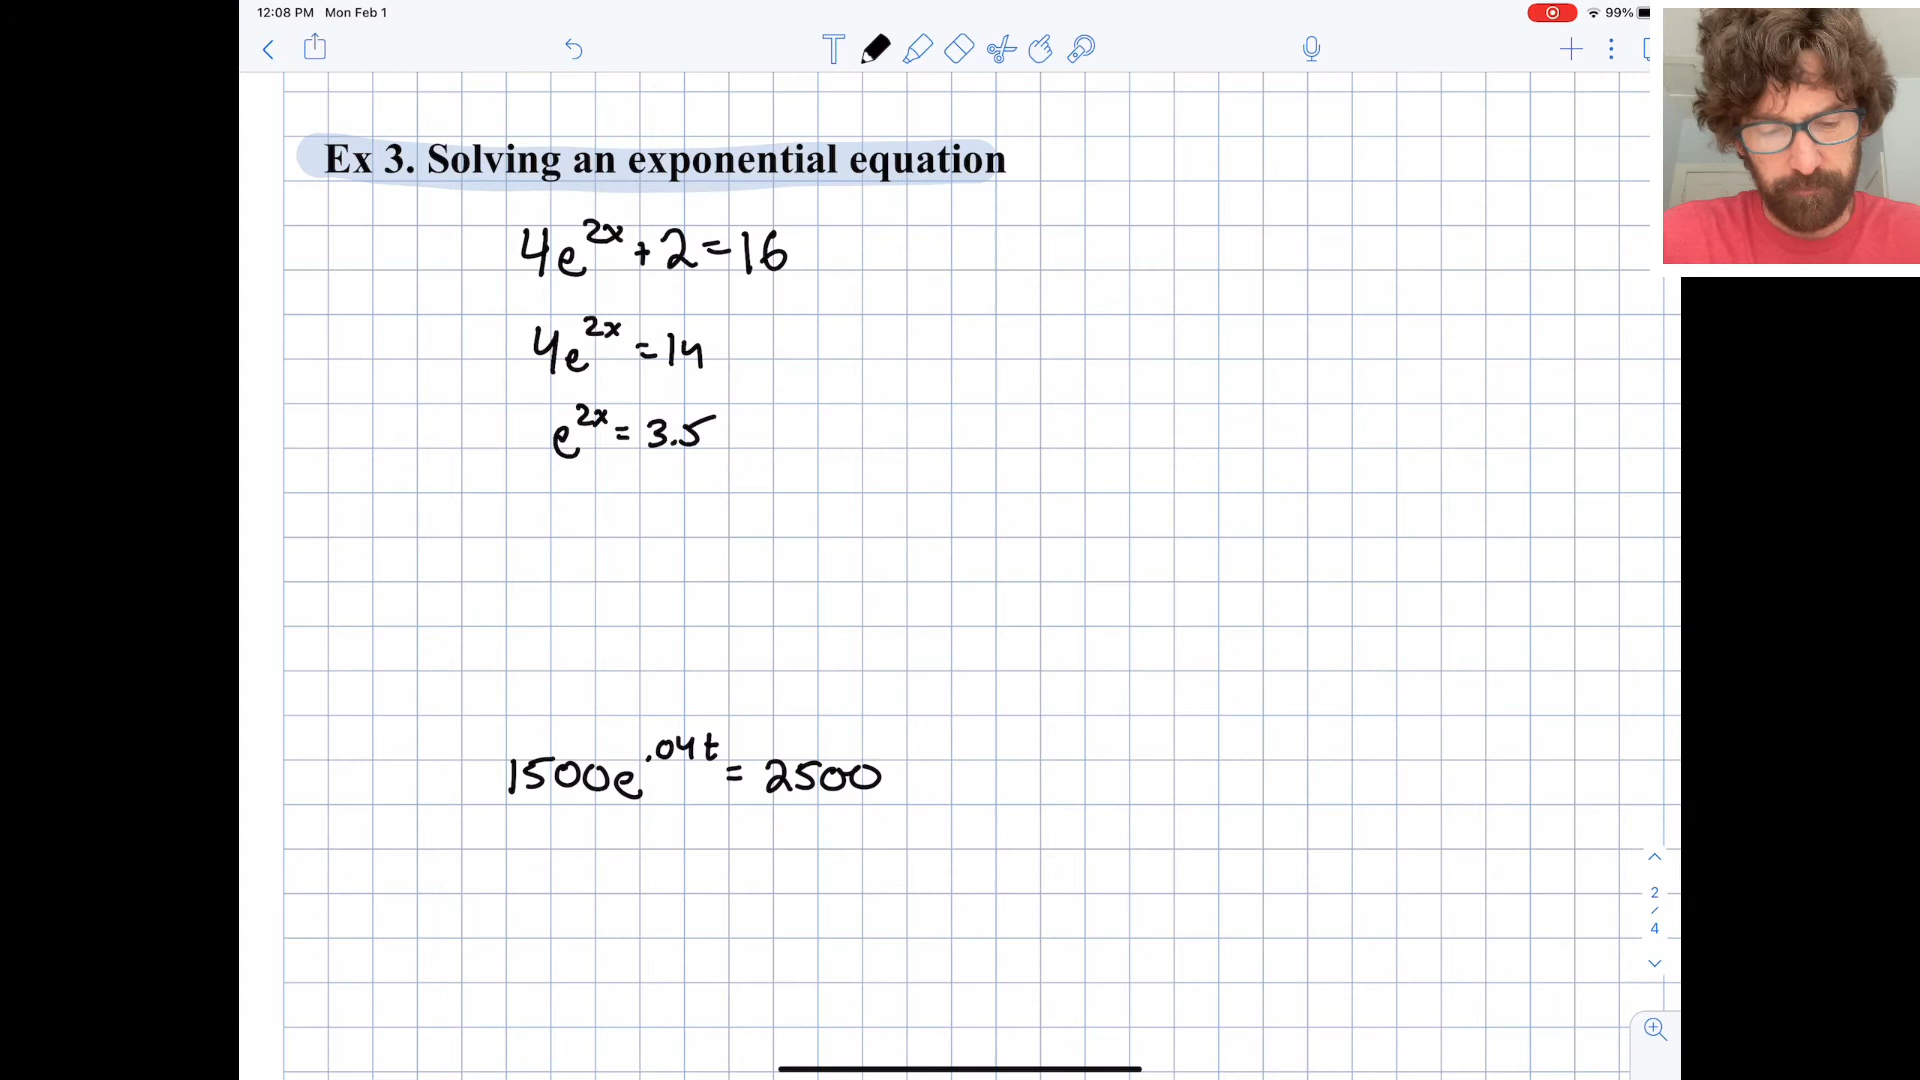 12:08 PM Mon Feb 1
99%
T
Ex 3. Solving an exponential equation
4e^2x + 2 = 16
4e^2x = 14
e^2x = 3.5
1500e^.04t = 2500
2
/
4